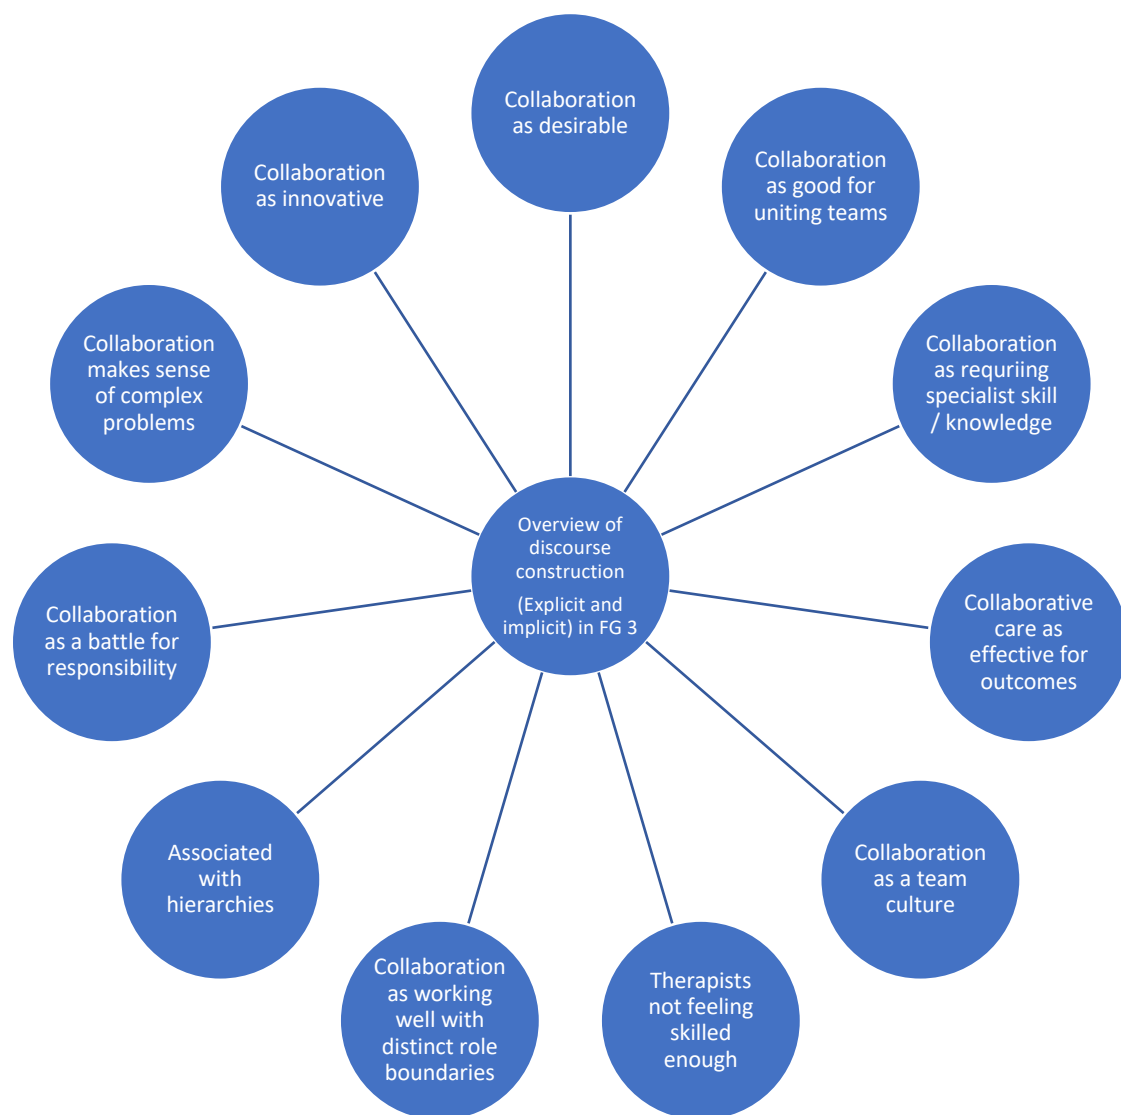 Collaboration
as desirable
Collaboration
as good for
uniting teams
Collaboration
as requriing
specialist skill
/ knowledge
Collaborative
care as
effective for
outcomes
Collaboration
as a team
culture
Therapists
not feeling
skilled
enough
Collaboration
as working
well with
distinct role
boundaries
Associated
with
hierarchies
Collaboration
as a battle for
responsibility
Collaboration
makes sense
of complex
problems
Collaboration
as innovative
Overview of
discourse
construction
(Explicit and
implicit) in FG 3